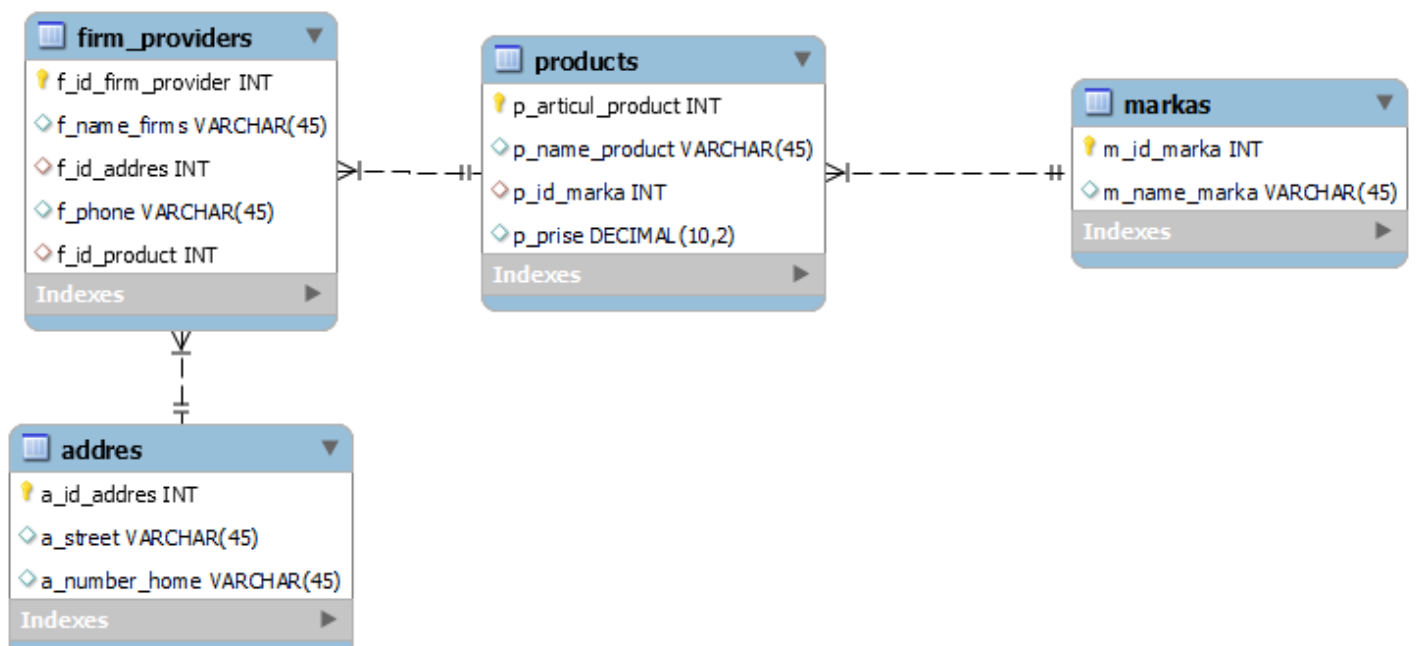 firm_providers
f_id_firm_provider INT
f_name_firms VARCHAR(45)
f_id_addres INT
f_phone VARCHAR(45)
f_id_product INT
Indexes
products
p_articul_product INT
p_name_product VARCHAR(45)
p_id_marka INT
p_prise DECIMAL(10,2)
Indexes
markas
m_id_marka INT
m_name_marka VARCHAR(45)
Indexes
addres
a_id_addres INT
a_street VARCHAR(45)
a_number_home VARCHAR(45)
Indexes